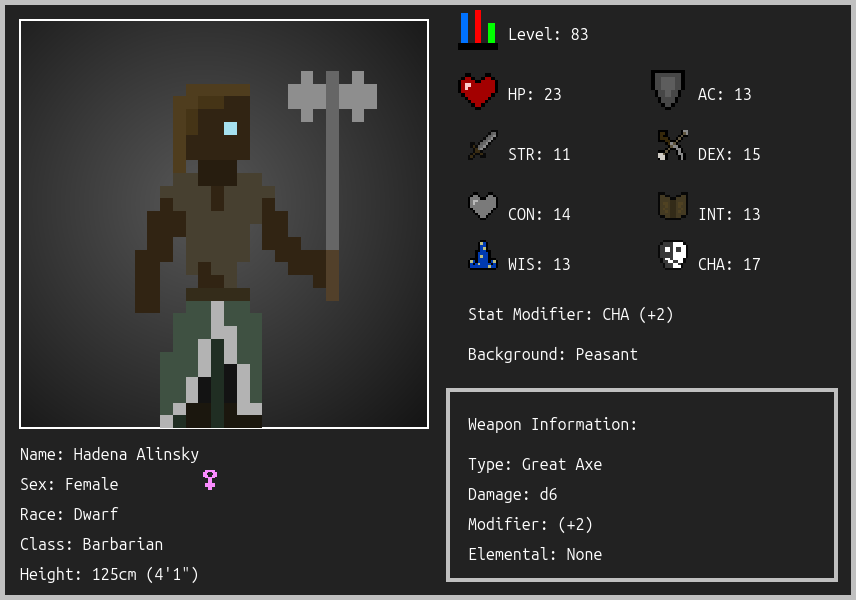 Level: 83
HP: 23
AC: 13
STR: 11
DEX: 15
CON: 14
INT: 13
WIS: 13
CHA: 17
Stat Modifier: CHA (+2)
Background: Peasant
Weapon Information:
Type: Great Axe
Damage: d6
Modifier: (+2)
Elemental: None
Name: Hadena Alinsky
Sex: Female
Race: Dwarf
Class: Barbarian
Height: 125cm (4'1")